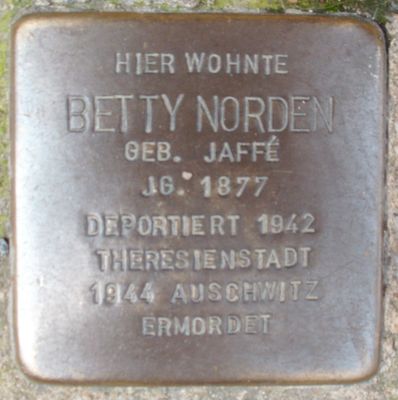 HIER WOHNTE
BETTY NORDEN
GEB. JAFFÉ
JG. 1877
DEPORTIERT 1942
THERESIENSTADT
1944 AUSCHWITZ
ERMORDET